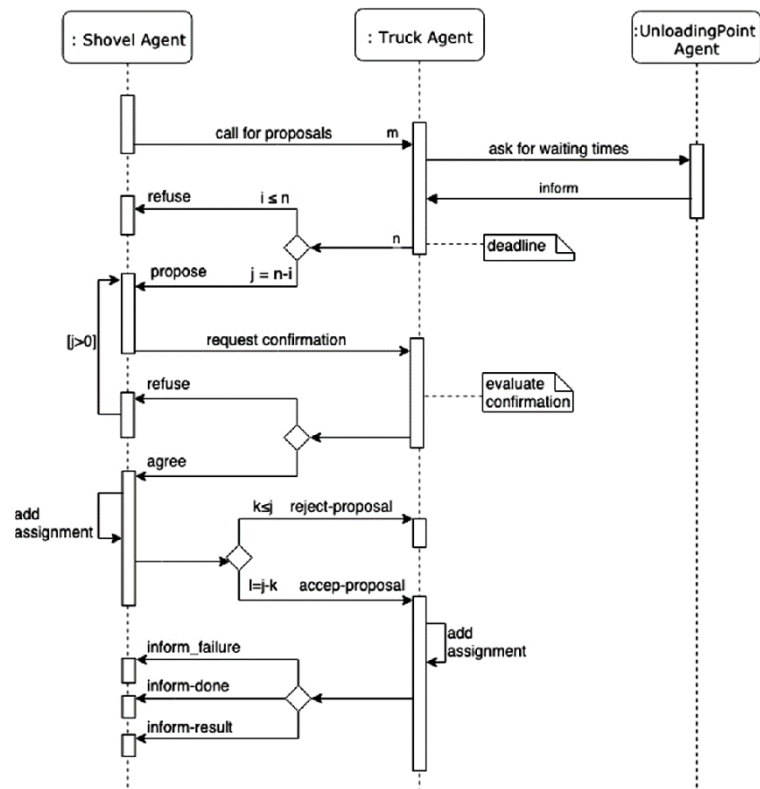 : Shovel Agent
: Truck Agent
:UnloadingPoint
Agent
call for proposals
m
ask for waiting times
inform
refuse
i ≤ n
n
deadline
propose
j = n-i
[j>0]
request confirmation
refuse
evaluate
confirmation
agree
add
assignment
k≤j
reject-proposal
l=j-k
accep-proposal
add
assignment
inform_failure
inform-done
inform-result